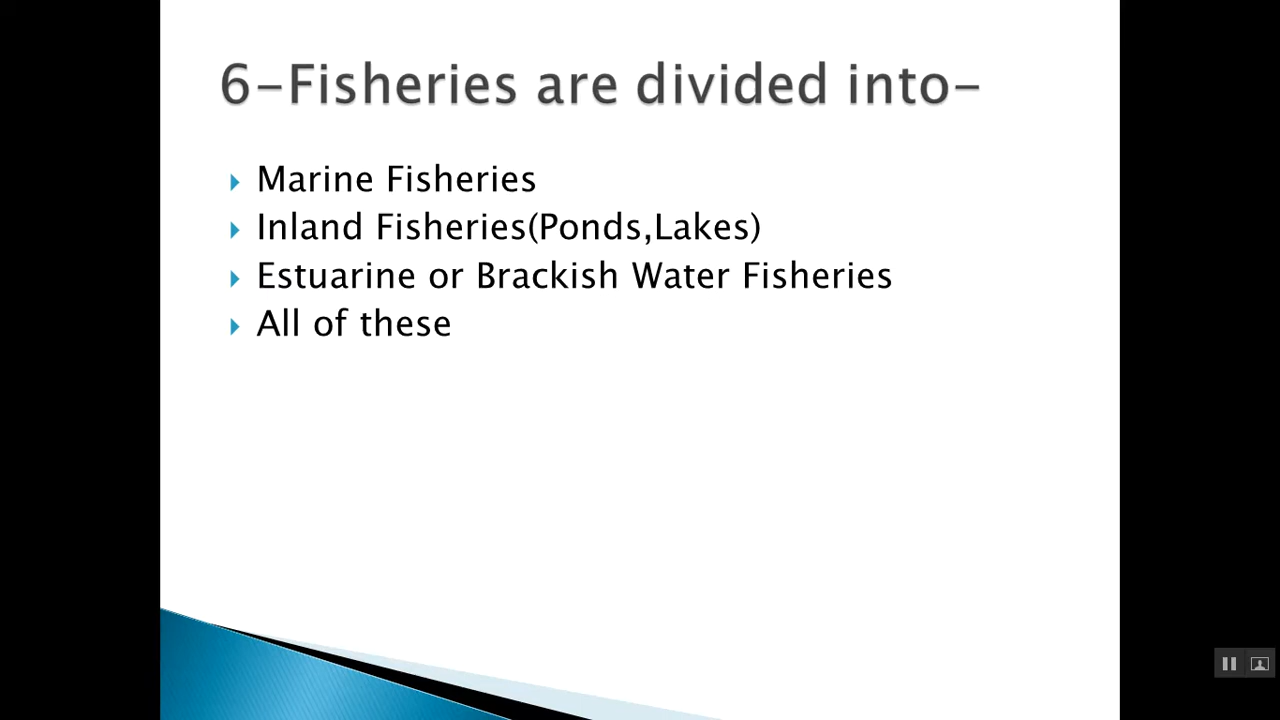 6-Fisheries are divided into-
Marine Fisheries
Inland Fisheries(Ponds,Lakes)
Estuarine or Brackish Water Fisheries
All of these